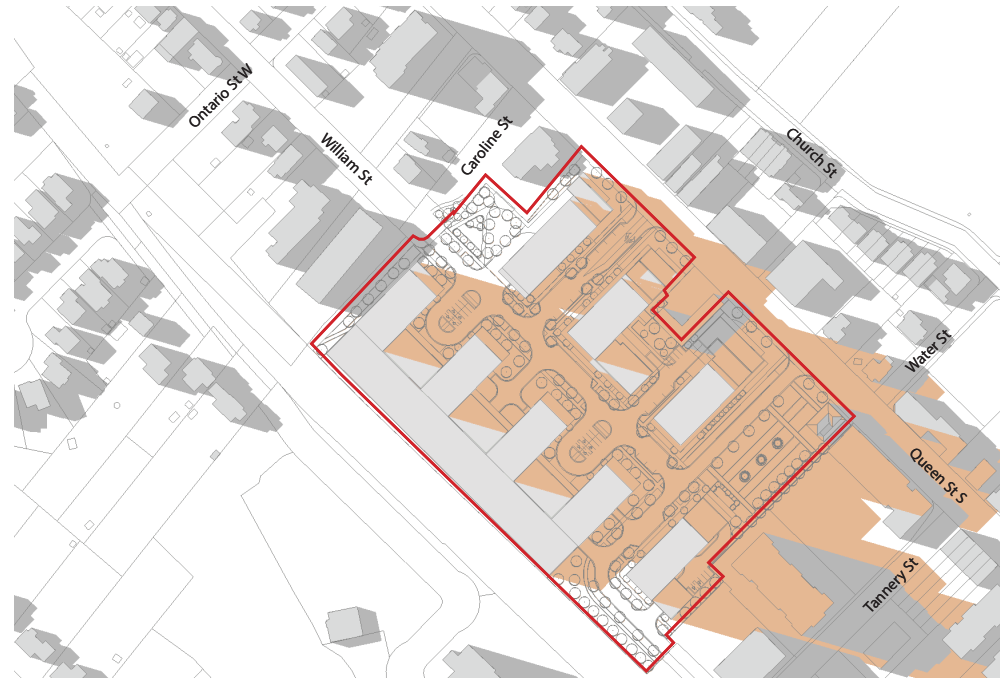 Ontario St W
William St
Caroline St
Church St
Water St
Queen St S
Tannery St